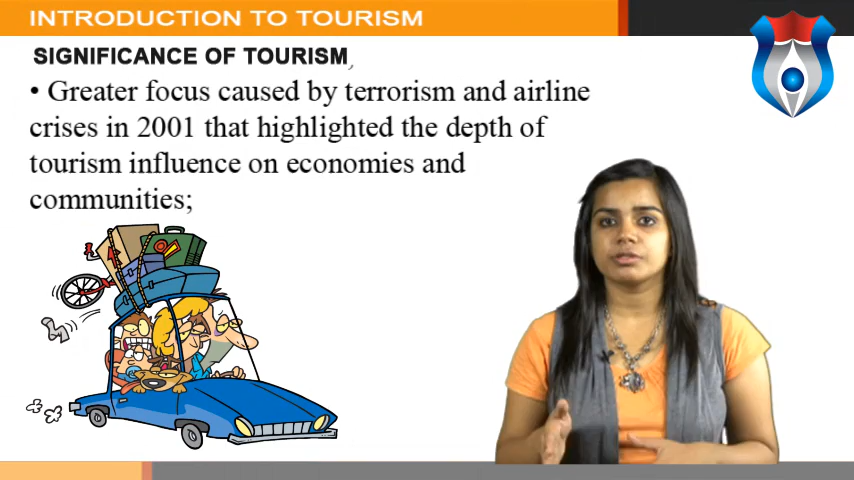 INTRODUCTION TO TOURISM
SIGNIFICANCE OF TOURISM
• Greater focus caused by terrorism and airline
crises in 2001 that highlighted the depth of
tourism influence on economies and
communities;